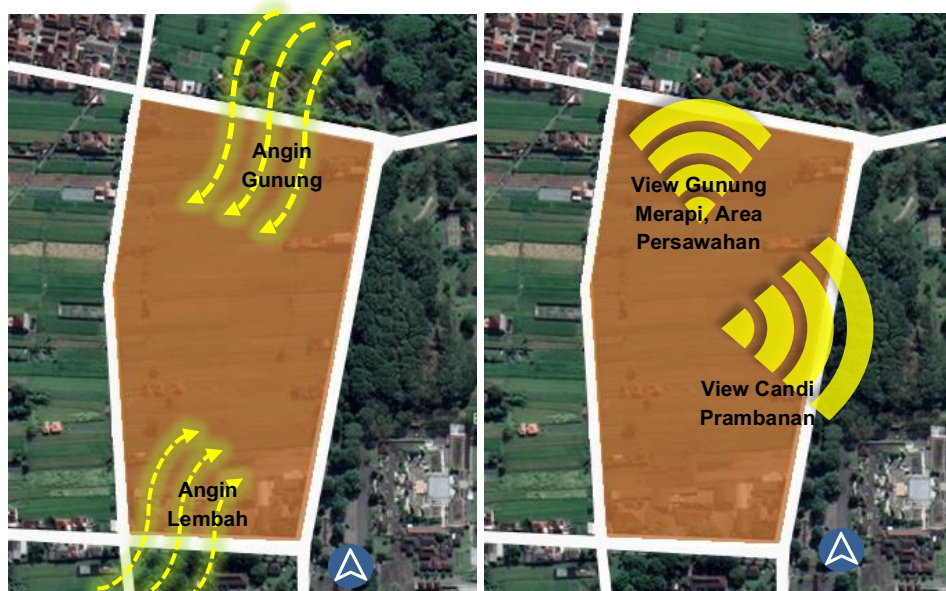 Angin
Gunung
Angin
Lembah
View Gunung
Merapi, Area
Persawahan
View Candi
Prambanan